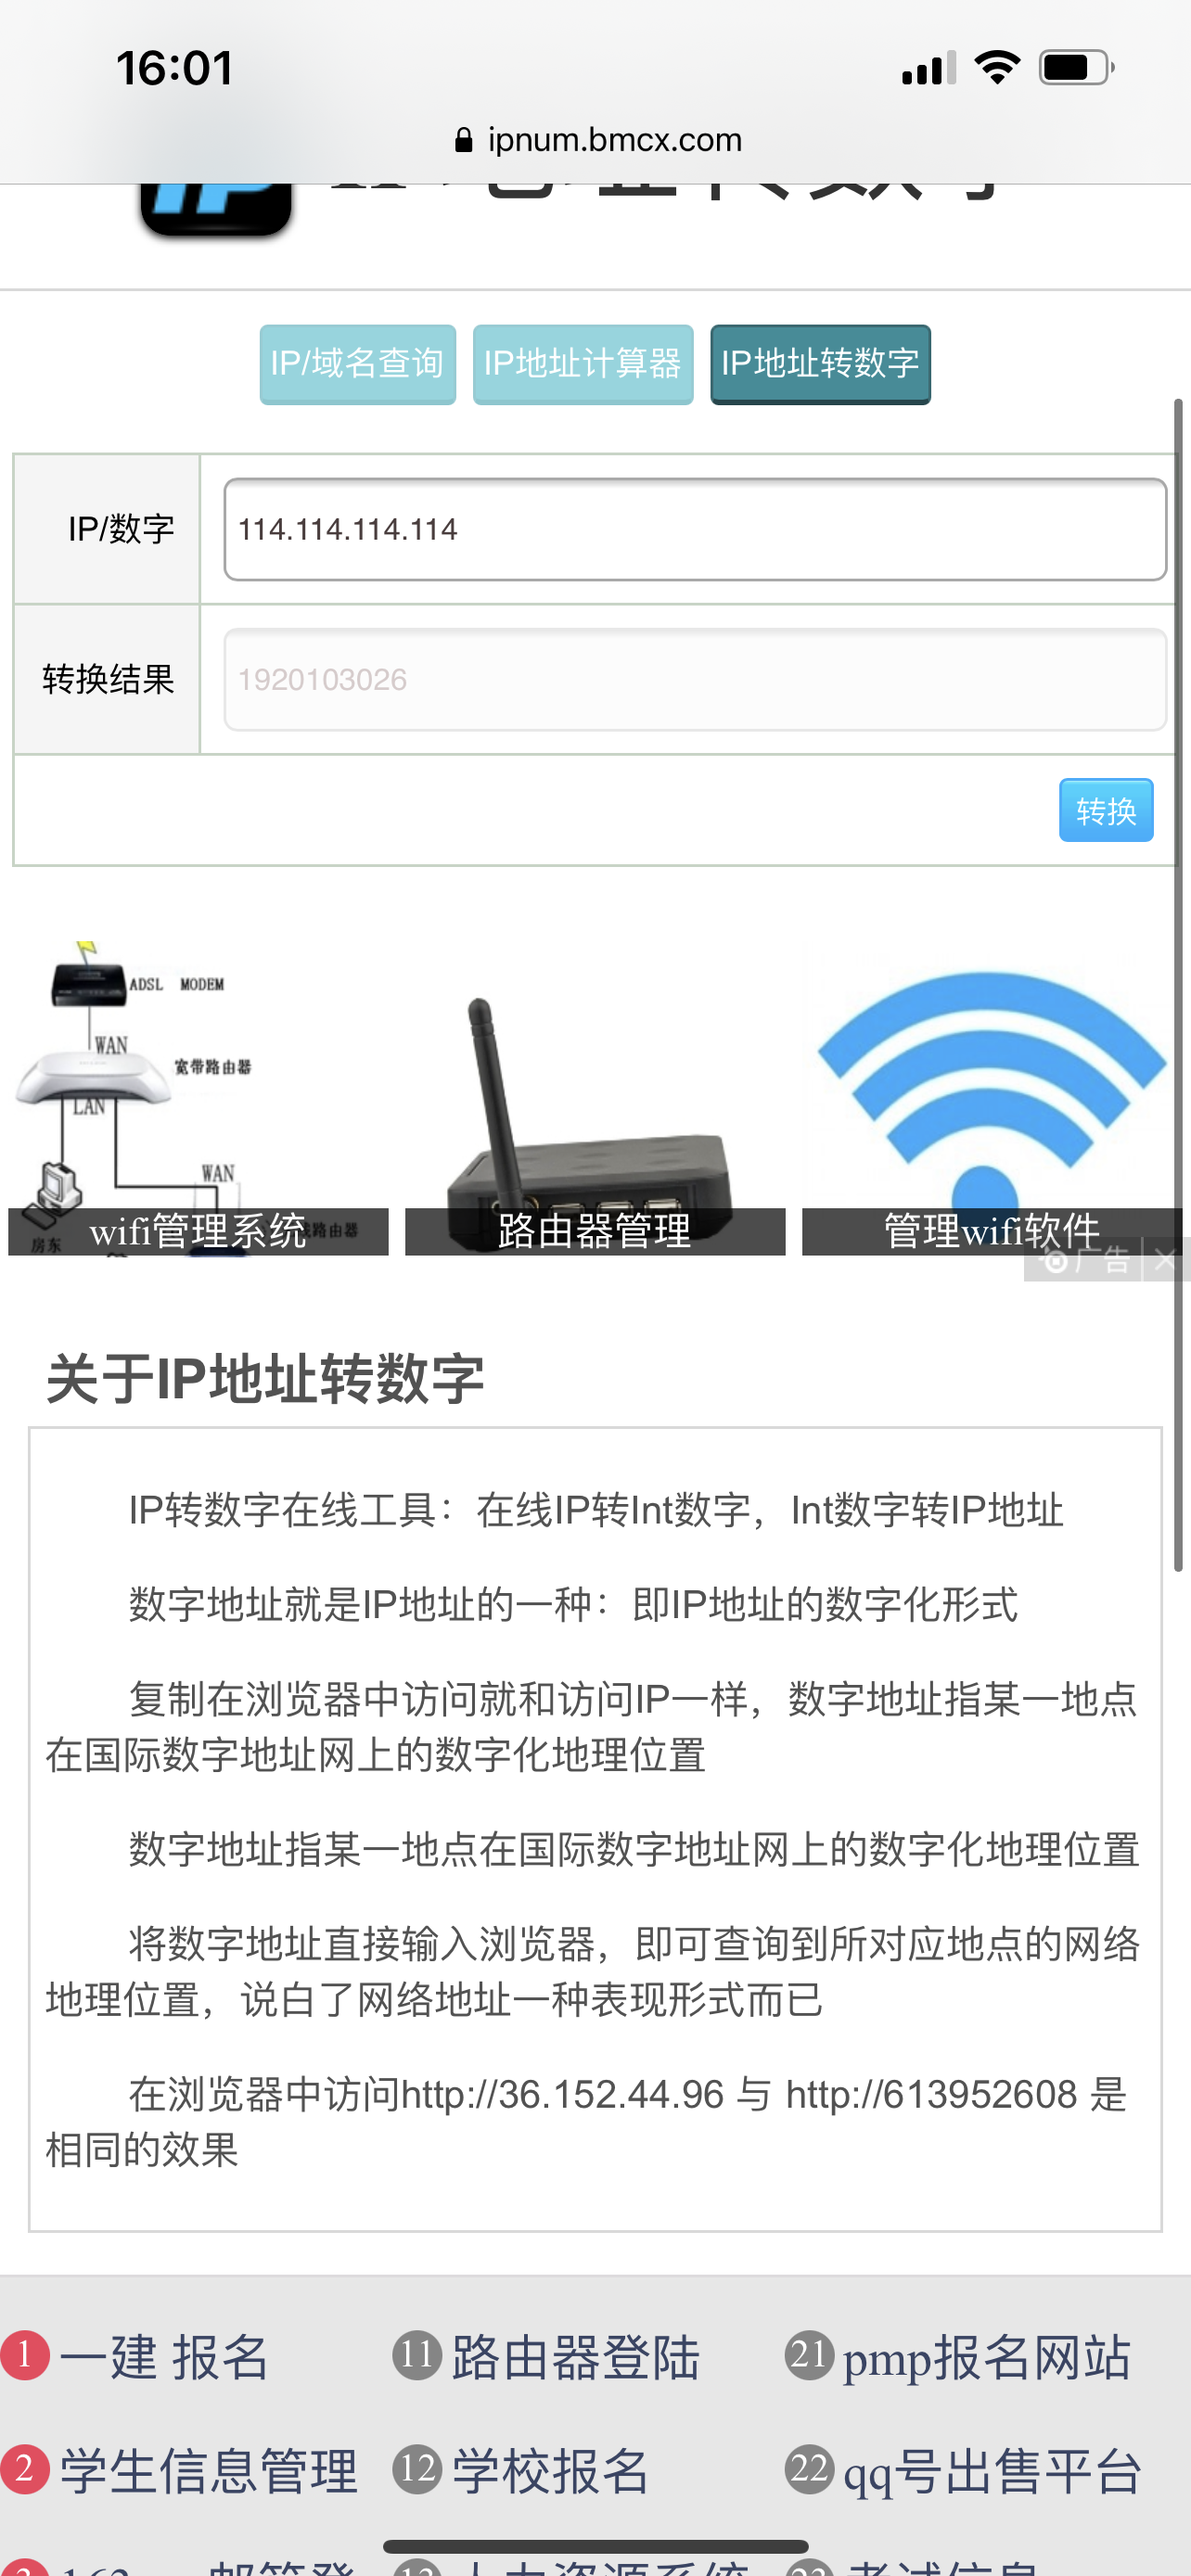 16:01
ipnum.bmcx.com
IP
IP/域名查询 IP地址计算器 IP地址转数字
IP/数字 114.114.114.114
转换结果 1920103026
转换
ADSL MODEM
WAN
宽带路由器
LAN
WAN
路由器
房东
wifi管理系统 路由器管理 管理wifi软件
广告
关于IP地址转数字
IP转数字在线工具：在线IP转Int数字，Int数字转IP地址
数字地址就是IP地址的一种：即IP地址的数字化形式
复制在浏览器中访问就和访问IP一样，数字地址指某一地点
在国际数字地址网上的数字化地理位置
数字地址指某一地点在国际数字地址网上的数字化地理位置
将数字地址直接输入浏览器，即可查询到所对应地点的网络
地理位置，说白了网络地址一种表现形式而已
在浏览器中访问http://36.152.44.96 与 http://613952608 是
相同的效果
1 一建 报名 11 路由器登陆 21 pmp报名网站
2 学生信息管理 12 学校报名 22 qq号出售平台